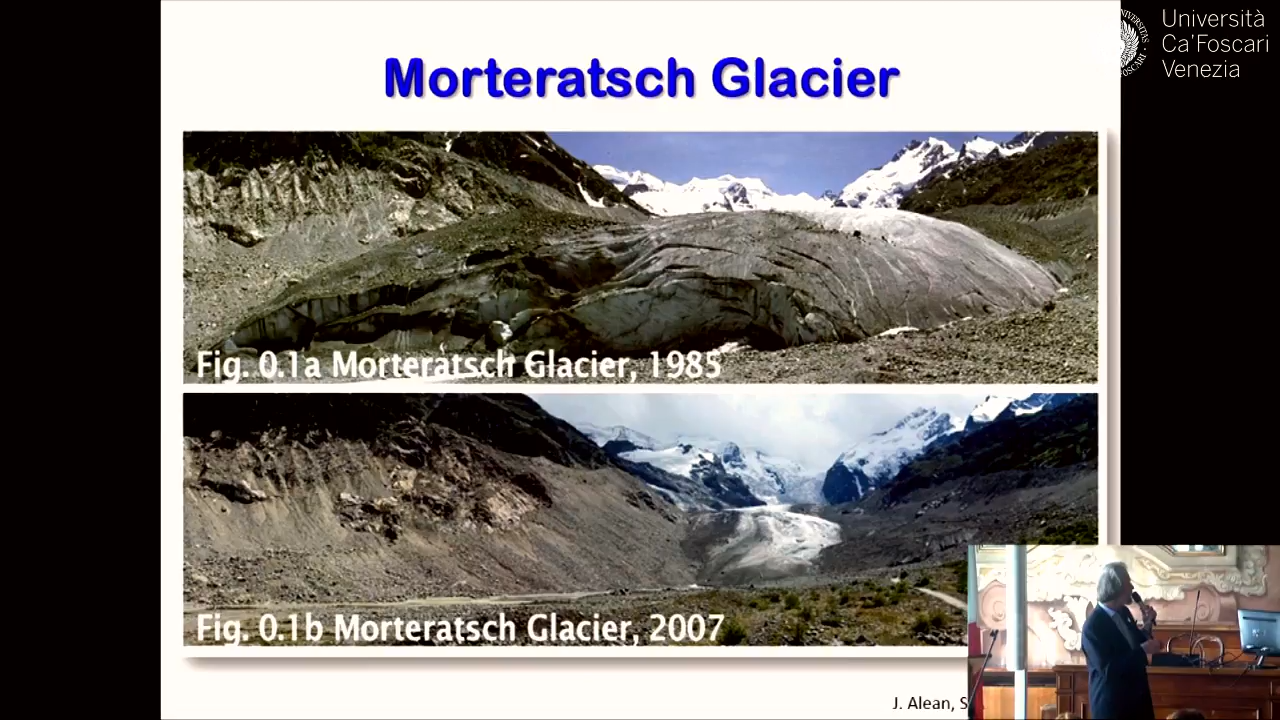 Morteratsch Glacier
Università
Ca'Foscari
Venezia
Fig. 0.1a Morteratsch Glacier, 1985
Fig. 0.1b Morteratsch Glacier, 2007
J. Alean, S